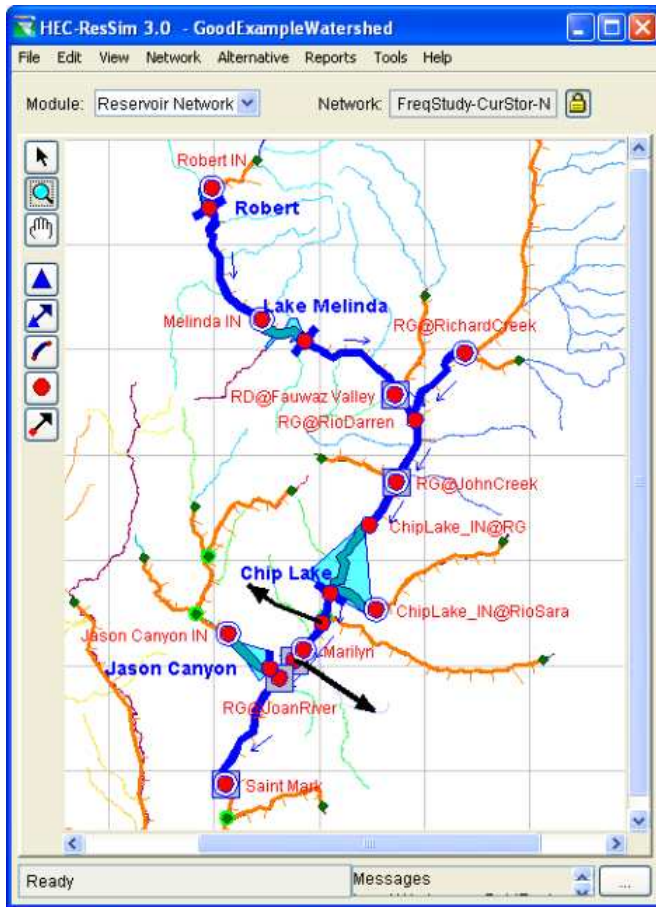 HEC-ResSim 3.0 - GoodExampleWatershed
File Edit View Network Alternative Reports Tools Help
Module: Reservoir Network Network: FreqStudy-CurStor-N
Robert IN
Robert
Lake Melinda
Melinda IN
RG@RichardCreek
RD@Fauwaz Valley
RG@RioDarren
RG@JohnCreek
ChipLake_IN@RG
Chip Lake
ChipLake_IN@RioSara
Jason Canyon IN
Marilyn
Jason Canyon
RG@JoanRiver
Saint Mark
Ready Messages ...